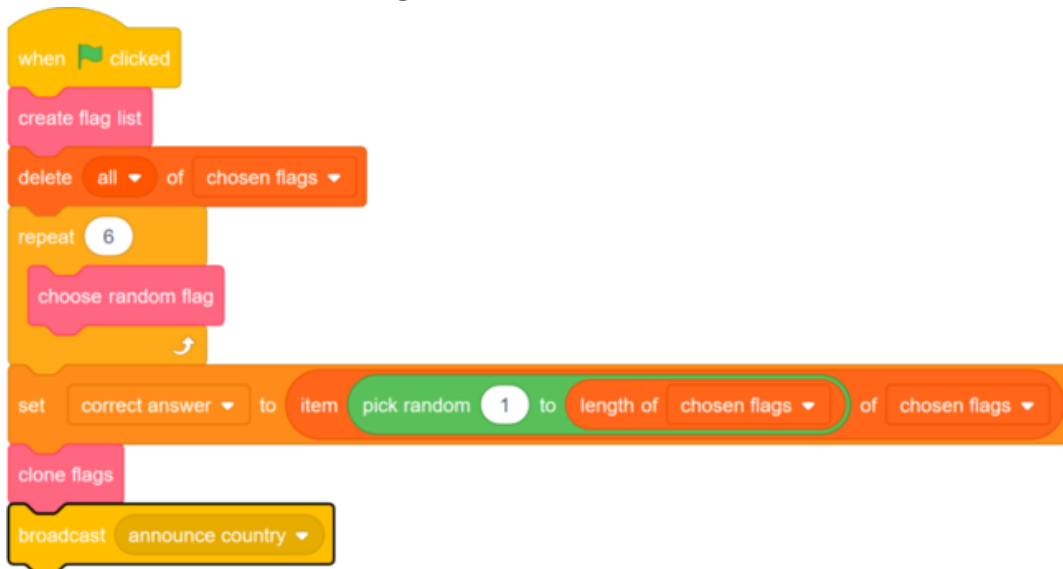 when clicked
create flag list
delete all of chosen flags
repeat 6
choose random flag
set correct answer to item pick random 1 to length of chosen flags of chosen flags
clone flags
broadcast announce country